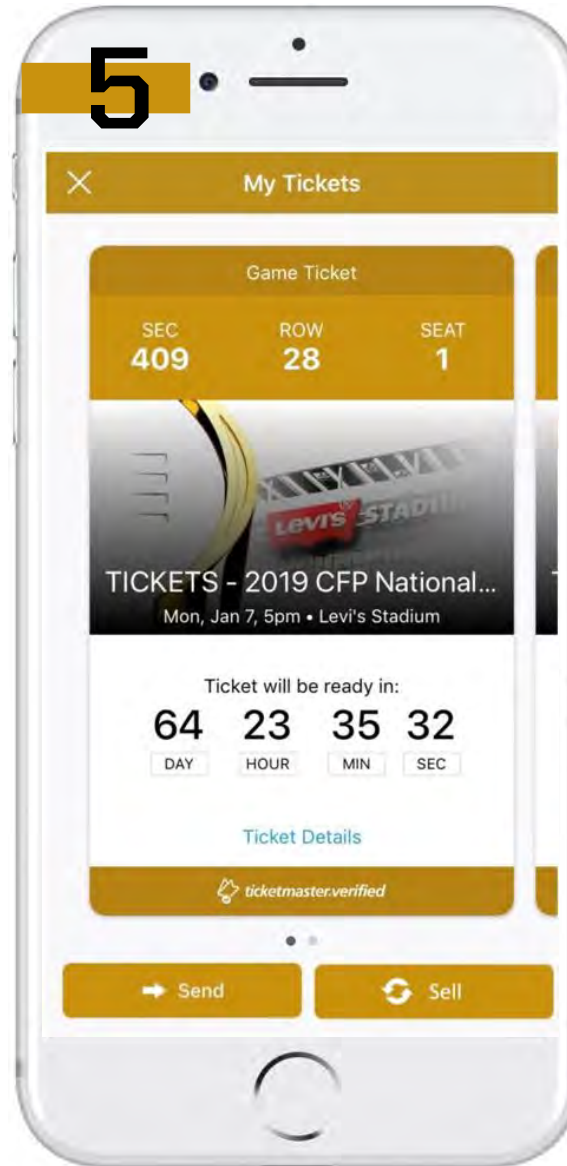 5
My Tickets
Game Ticket
SEC ROW SEAT
409 28 1
LEVI'S STADIUM
TICKETS - 2019 CFP National...
Mon, Jan 7, 5pm • Levi's Stadium
Ticket will be ready in:
64 23 35 32
DAY HOUR MIN SEC
Ticket Details
ticketmaster.verified
Send Sell